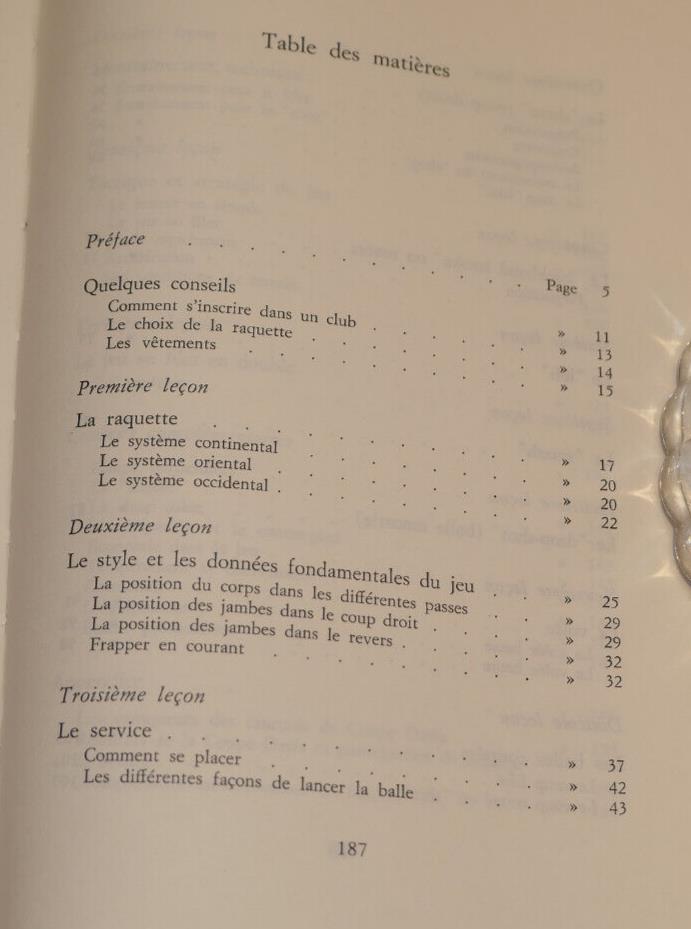 Table des matières
Préface . . . . . . . . . . . . Page 5
Quelques conseils . . . . . . » 11
Comment s'inscrire dans un club . . . . . . » 13
Le choix de la raquette . . . . . . » 14
Les vêtements . . . . . . . . . » 15
Première leçon
La raquette . . . . . . . . . . » 17
Le système continental . . . . . . . » 20
Le système oriental . . . . . . . . » 20
Le système occidental . . . . . . . . » 22
Deuxième leçon
Le style et les données fondamentales du jeu . . » 25
La position du corps dans les différentes passes . . » 29
La position des jambes dans le coup droit . . . . » 29
La position des jambes dans le revers . . . . . » 32
Frapper en courant . . . . . . . . » 32
Troisième leçon
Le service . . . . . . . . . . . » 37
Comment se placer . . . . . . . . » 42
Les différentes façons de lancer la balle . . . . » 43
187